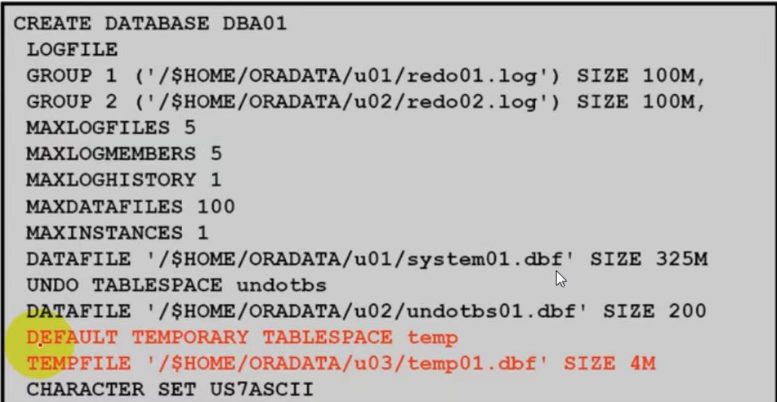 CREATE DATABASE DBA01
LOGFILE
GROUP 1 ('/$HOME/ORADATA/u01/redo01.log') SIZE 100M,
GROUP 2 ('/$HOME/ORADATA/u02/redo02.log') SIZE 100M,
MAXLOGFILES 5
MAXLOGMEMBERS 5
MAXLOGHISTORY 1
MAXDATAFILES 100
MAXINSTANCES 1
DATAFILE '/$HOME/ORADATA/u01/system01.dbf' SIZE 325M
UNDO TABLESPACE undotbs
DATAFILE '/$HOME/ORADATA/u02/undotbs01.dbf' SIZE 200
DEFAULT TEMPORARY TABLESPACE temp
TEMPFILE '/$HOME/ORADATA/u03/temp01.dbf' SIZE 4M
CHARACTER SET US7ASCII